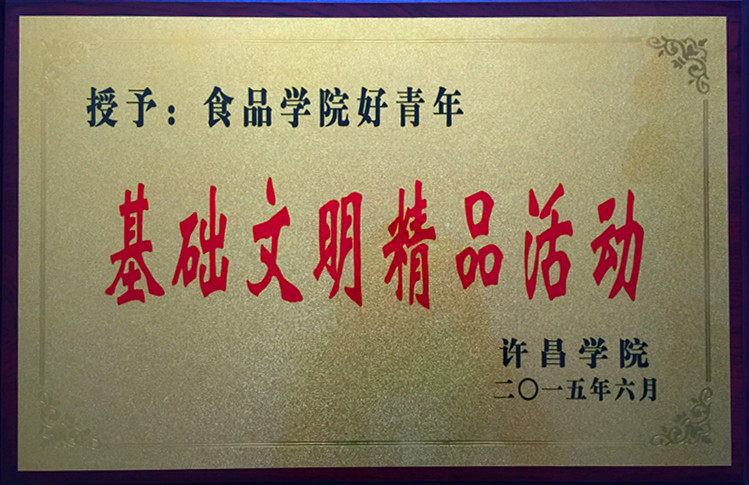 授予：食品学院好青年
基础文明精品活动
许昌学院
二〇一五年六月